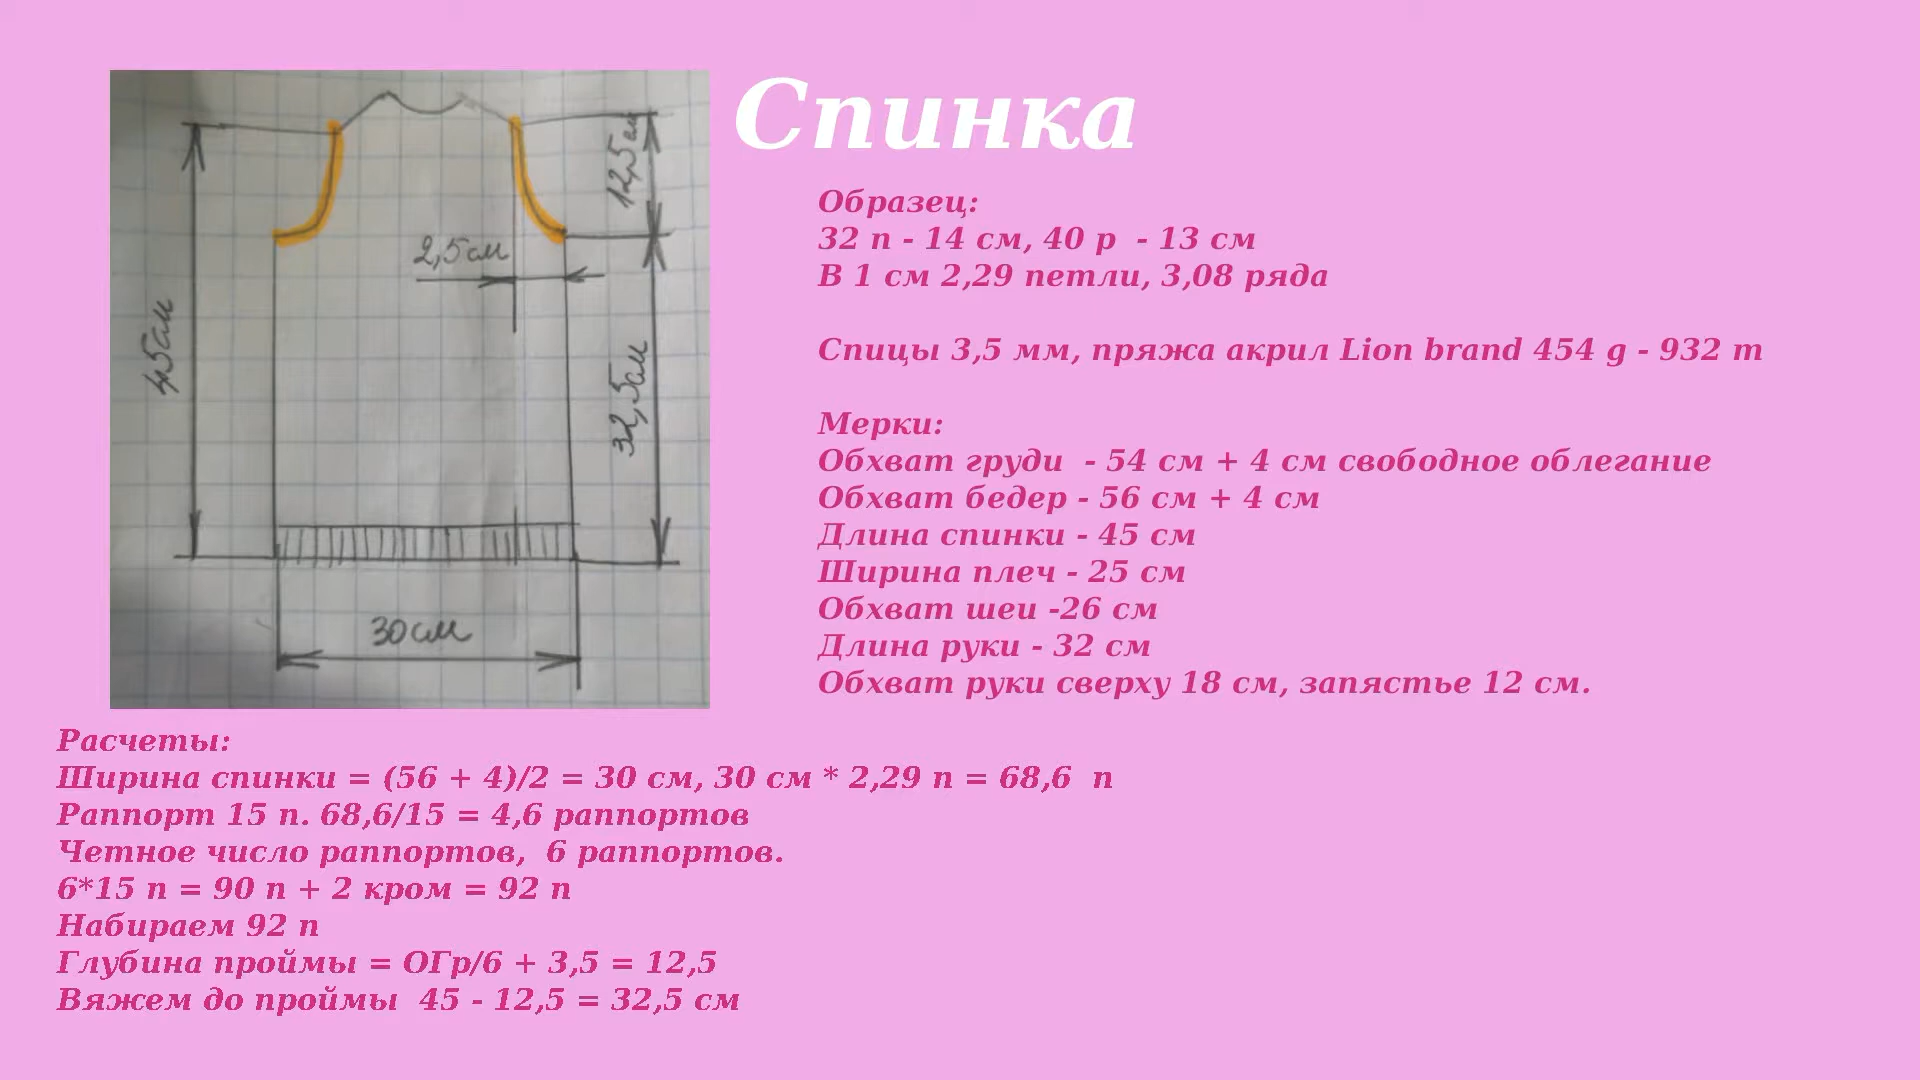 Спинка
12,5 см
2,5 см
45 см
32,5 см
30 см
Образец:
32 п - 14 см, 40 р - 13 см
В 1 см 2,29 петли, 3,08 ряда
Спицы 3,5 мм, пряжа акрил Lion brand 454 g - 932 m
Мерки:
Обхват груди - 54 см + 4 см свободное облегание
Обхват бедер - 56 см + 4 см
Длина спинки - 45 см
Ширина плеч - 25 см
Обхват шеи -26 см
Длина руки - 32 см
Обхват руки сверху 18 см, запястье 12 см.
Расчеты:
Ширина спинки = (56 + 4)/2 = 30 см, 30 см * 2,29 п = 68,6 п
Раппорт 15 п. 68,6/15 = 4,6 раппортов
Четное число раппортов, 6 раппортов.
6*15 п = 90 п + 2 кром = 92 п
Набираем 92 п
Глубина проймы = ОГр/6 + 3,5 = 12,5
Вяжем до проймы 45 - 12,5 = 32,5 см